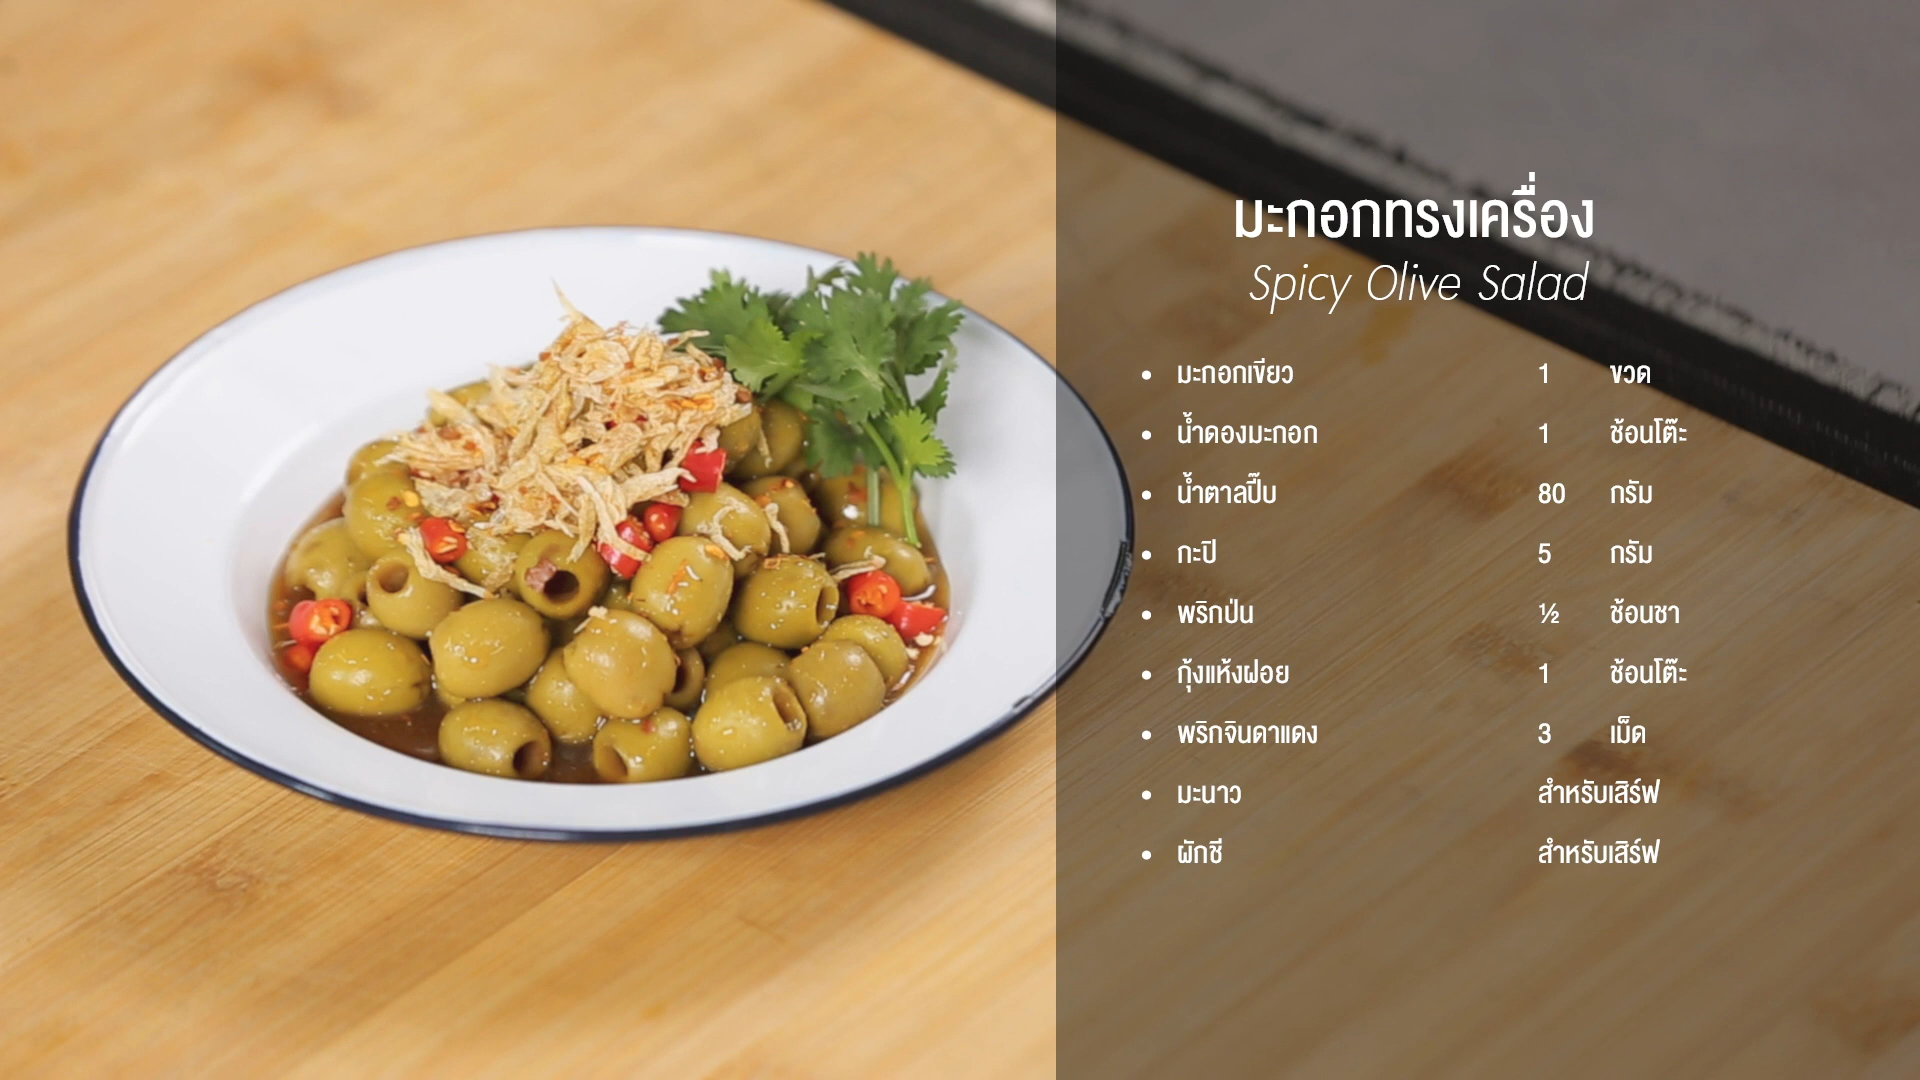 มะกอกทรงเครื่อง
Spicy Olive Salad
• มะกอกเขียว 1 ขวด
• น้ำดองมะกอก 1 ช้อนโต๊ะ
• น้ำตาลปี๊บ 80 กรัม
• กะปิ 5 กรัม
• พริกป่น ½ ช้อนชา
• กุ้งแห้งฝอย 1 ช้อนโต๊ะ
• พริกจินดาแดง 3 เม็ด
• มะนาว สำหรับเสิร์ฟ
• ผักชี สำหรับเสิร์ฟ